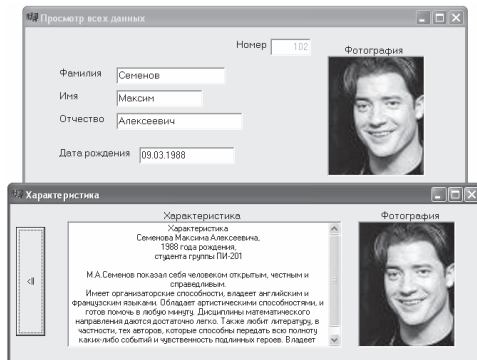 Просмотр всех данных
Номер 102
Фотография
Фамилия Семенов
Имя Максим
Отчество Алексеевич
Дата рождения 09.03.1988
Характеристика
Характеристика
Фотография
Характеристика
Семенова Максима Алексеевича,
1988 года рождения,
студента группы ПИ-201
М.А.Семенов показал себя человеком открытым, честным и
справедливым.
Имеет организаторские способности, владеет английским и
французским языками. Обладает артистическими способностями, и
готов помочь в любую минуту. Дисциплины математического
направления даются достаточно легко. Также любит литературу, в
частности, тех авторов, которые способны передать всю полноту
каких-либо событий и чувственность подлинных героев. Владеет